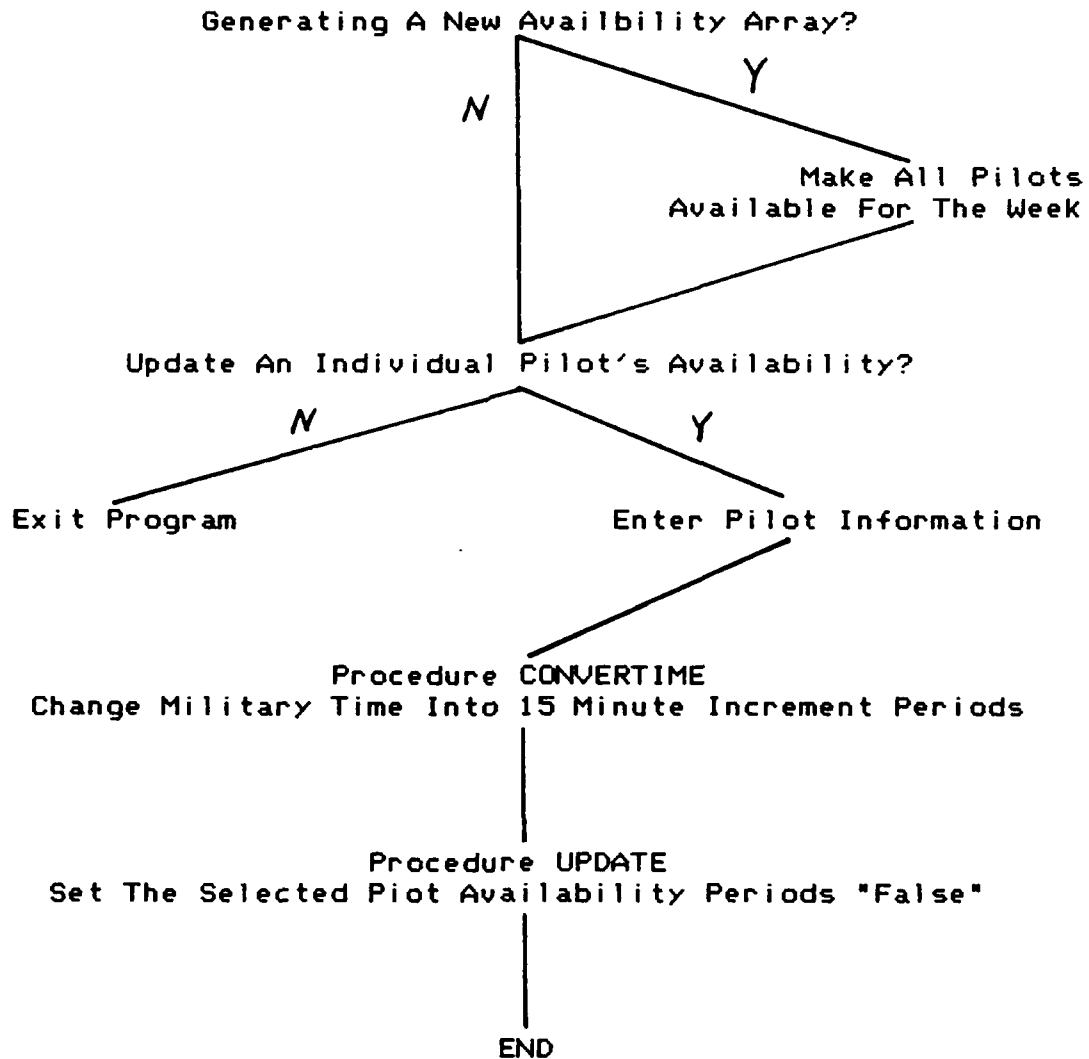 Generating A New Availbility Array?
Y
N
Make All Pilots
Available For The Week
Update An Individual Pilot's Availability?
N
Y
Exit Program
Enter Pilot Information
Procedure CONVERTIME
Change Military Time Into 15 Minute Increment Periods
Procedure UPDATE
Set The Selected Piot Availability Periods "False"
END